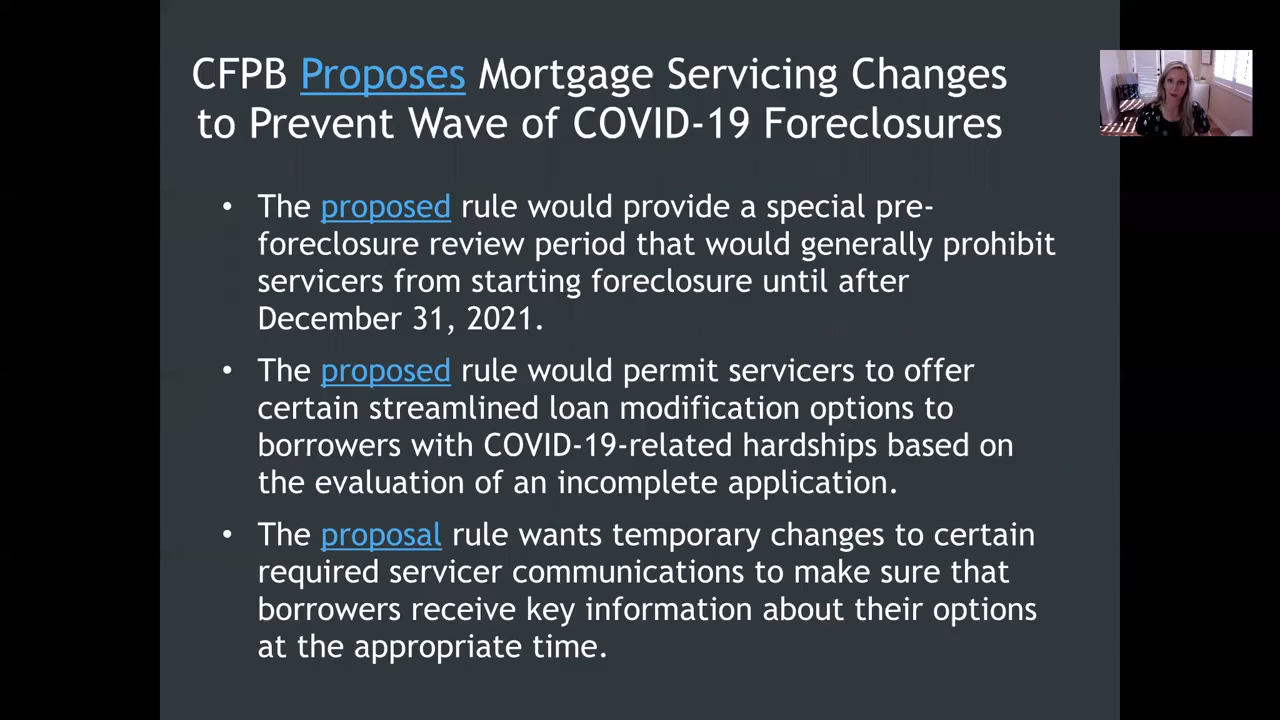 CFPB Proposes Mortgage Servicing Changes
to Prevent Wave of COVID-19 Foreclosures
• The proposed rule would provide a special pre-
foreclosure review period that would generally prohibit
servicers from starting foreclosure until after
December 31, 2021.
• The proposed rule would permit servicers to offer
certain streamlined loan modification options to
borrowers with COVID-19-related hardships based on
the evaluation of an incomplete application.
• The proposal rule wants temporary changes to certain
required servicer communications to make sure that
borrowers receive key information about their options
at the appropriate time.